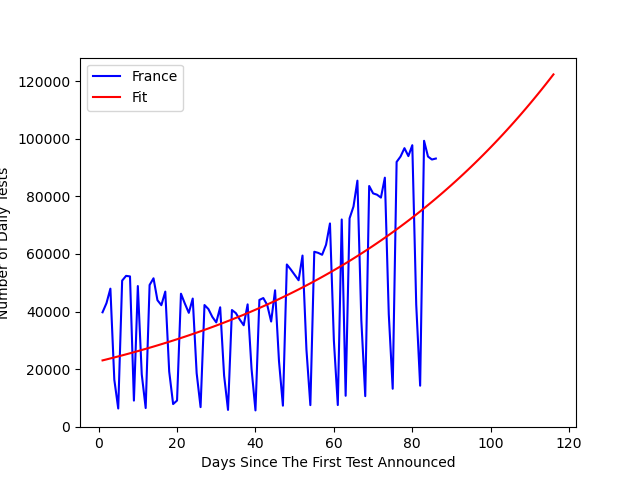 France
Fit
120000
100000
80000
60000
40000
20000
0
Number of Daily Tests
0 20 40 60 80 100 120
Days Since The First Test Announced